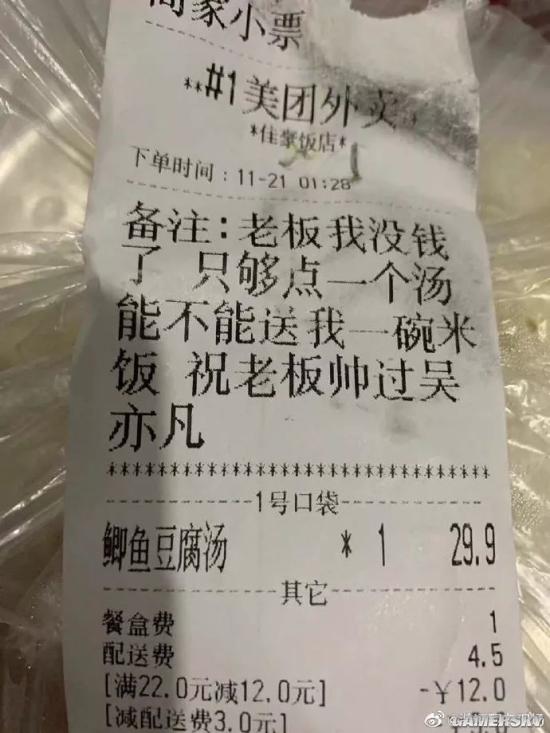 商家小票
**#1美团外卖
*佳豪饭店*
下单时间：11-21 01:28
备注：老板我没钱
了 只够点一个汤
能不能送我一碗米
饭 祝老板帅过吴
亦凡
************************************
1号口袋
鲫鱼豆腐汤 * 1 29.9
其它
餐盒费 1
配送费 4.5
[满22.0元减12.0元] -￥12.0
[减配送费3.0元]
GAMERSKY